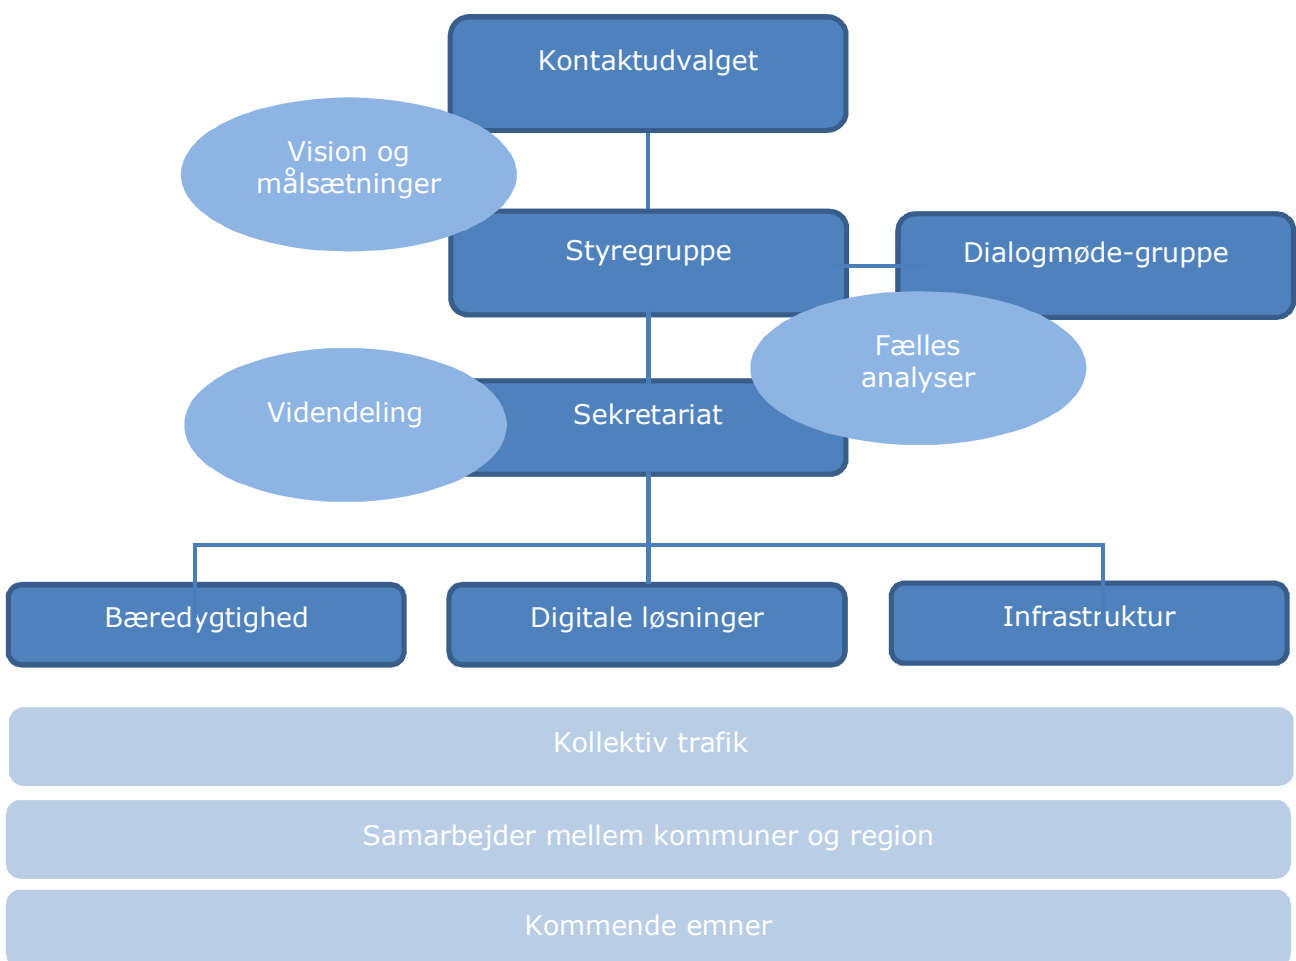 Kontaktudvalget
Vision og
målsætninger
Styregruppe
Dialogmøde-gruppe
Fælles
analyser
Videndeling
Sekretariat
Bæredygtighed
Digitale løsninger
Infrastruktur
Kollektiv trafik
Samarbejder mellem kommuner og region
Kommende emner